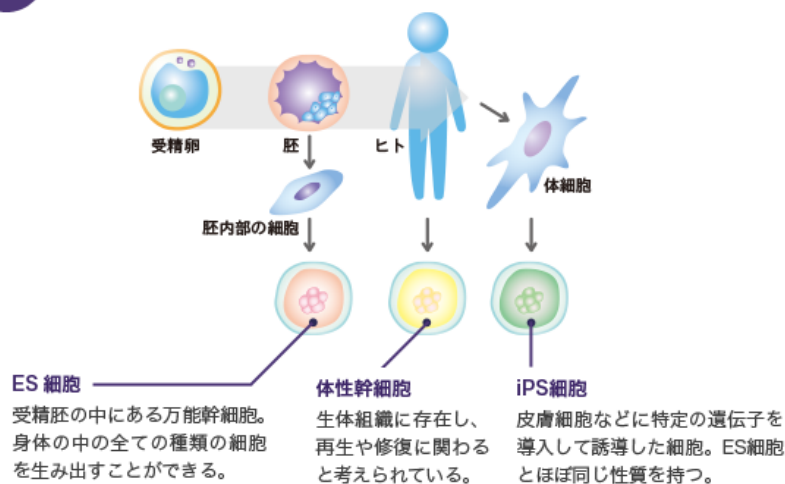 受精卵
胚
ヒト
体細胞
胚内部の細胞
ES 細胞
受精胚の中にある万能幹細胞。
身体の中の全ての種類の細胞
を生み出すことができる。
体性幹細胞
生体組織に存在し、
再生や修復に関わる
と考えられている。
iPS細胞
皮膚細胞などに特定の遺伝子を
導入して誘導した細胞。ES細胞
とほぼ同じ性質を持つ。